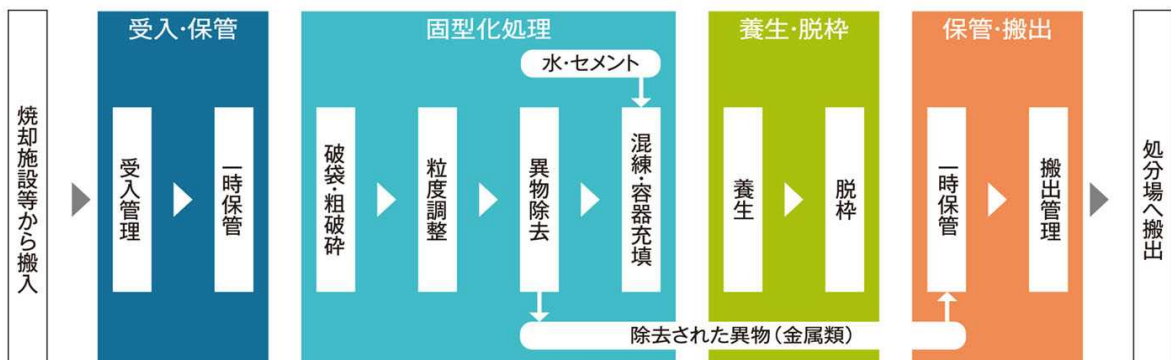 焼却施設等から搬入
受入・保管
受入管理
一時保管
固型化処理
水・セメント
破袋・粗破砕
粒度調整
異物除去
混練・容器充填
養生・脱枠
養生
脱枠
保管・搬出
一時保管
搬出管理
除去された異物(金属類)
処分場へ搬出